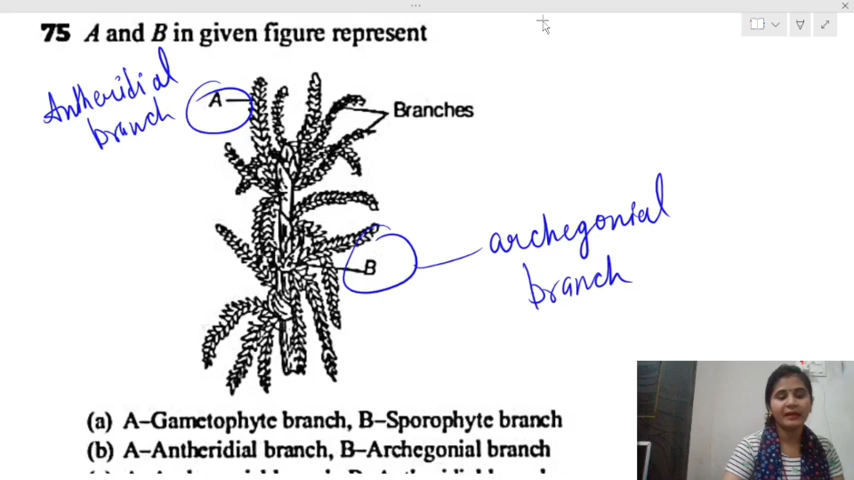 75 A and B in given figure represent
Antheridial
branch
A
Branches
archegonial
branch
B
(a) A–Gametophyte branch, B–Sporophyte branch
(b) A–Antheridial branch, B–Archegonial branch